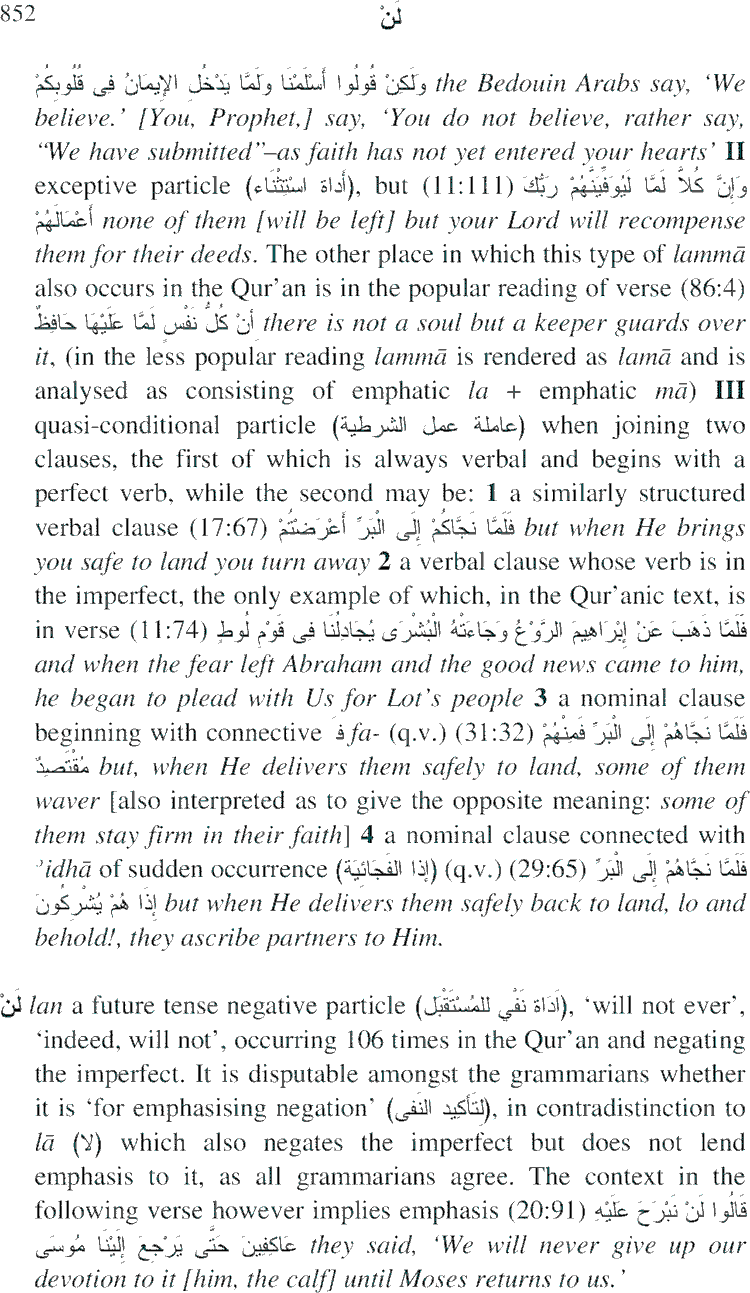 852 لَنْ
وَلَكِنْ قُولُوا أَسْلَمْنَا وَلَمَّا يَدْخُلِ الإِيمَانُ فِى قُلُوبِكُمْ the Bedouin Arabs say, ‘We
believe.’ [You, Prophet,] say, ‘You do not believe, rather say,
“We have submitted”–as faith has not yet entered your hearts’ II
exceptive particle (أَداة اسْتِثْناء), but (11:111) وَإِنَّ كُلاًّ لَمَّا لَيُوَفِّيَنَّهُمْ رَبُّكَ
أَعْمَالَهُمْ none of them [will be left] but your Lord will recompense
them for their deeds. The other place in which this type of lammā
also occurs in the Qur’an is in the popular reading of verse (86:4)
أنْ كُلُّ نَفْسٍ لَمَّا عَلَيْهَا حَافِظٌ there is not a soul but a keeper guards over
it, (in the less popular reading lammā is rendered as lamā and is
analysed as consisting of emphatic la + emphatic mā) III
quasi-conditional particle (عاملة عمل الشرطية) when joining two
clauses, the first of which is always verbal and begins with a
perfect verb, while the second may be: 1 a similarly structured
verbal clause (17:67) فَلَمَّا نَجَّاكُمْ إِلَى الْبَرِّ أَعْرَضْتُمْ but when He brings
you safe to land you turn away 2 a verbal clause whose verb is in
the imperfect, the only example of which, in the Qur’anic text, is
in verse (11:74) فَلَمَّا ذَهَبَ عَنْ إِبْرَاهِيمَ الرَّوْعُ وَجَاءَتْهُ الْبُشْرَى يُجَادِلُنَا فِى قَوْمِ لُوطٍ
and when the fear left Abraham and the good news came to him,
he began to plead with Us for Lot’s people 3 a nominal clause
beginning with connective فَ fa- (q.v.) (31:32) فَلَمَّا نَجَّاهُمْ إِلَى الْبَرِّ فَمِنْهُمْ
مُقْتَصِدٌ but, when He delivers them safely to land, some of them
waver [also interpreted as to give the opposite meaning: some of
them stay firm in their faith] 4 a nominal clause connected with
ʾidhā of sudden occurrence (إذا الفَجائِيَة) (q.v.) (29:65) فَلَمَّا نَجَّاهُمْ إِلَى الْبَرِّ
إِذَا هُمْ يُشْرِكُونَ but when He delivers them safely back to land, lo and
behold!, they ascribe partners to Him.
لَنْ lan a future tense negative particle (أداة نَفْي للمُسْتَقْبَل), ‘will not ever’,
‘indeed, will not’, occurring 106 times in the Qur’an and negating
the imperfect. It is disputable amongst the grammarians whether
it is ‘for emphasising negation’ (لِتَأكِيد النَفى), in contradistinction to
lā (لا) which also negates the imperfect but does not lend
emphasis to it, as all grammarians agree. The context in the
following verse however implies emphasis (20:91) قَالُوا لَنْ نَبْرَحَ عَلَيْهِ
عَاكِفِينَ حَتَّى يَرْجِعَ إِلَيْنَا مُوسَى they said, ‘We will never give up our
devotion to it [him, the calf] until Moses returns to us.’